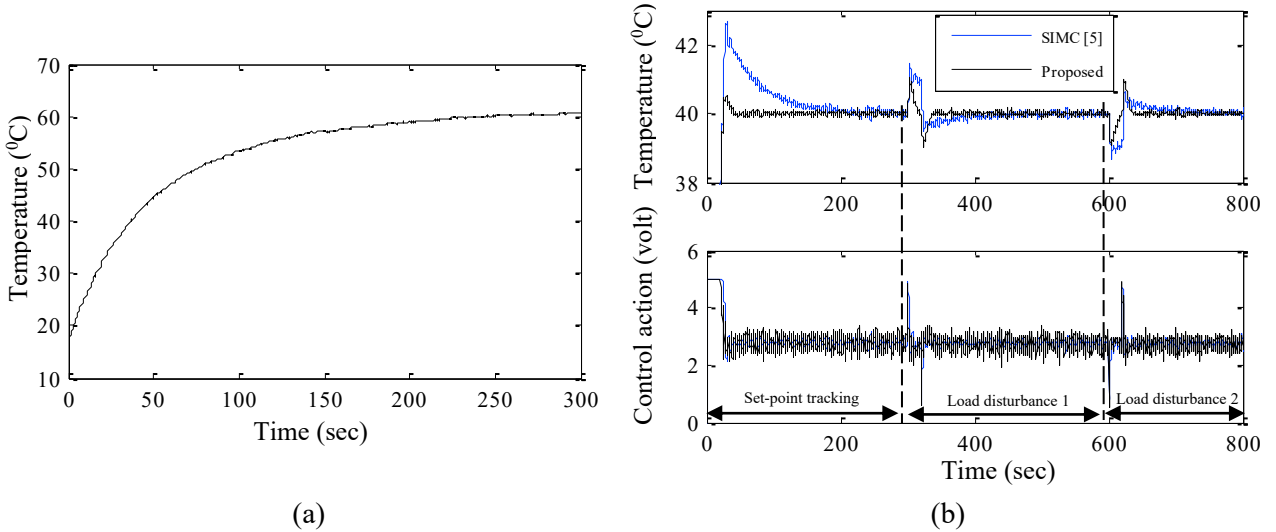 Temperature (⁰C)
70
60
50
40
30
20
10
0
50
100
150
200
250
300
Time (sec)
(a)
Temperature (⁰C)
42
40
38
SIMC [5]
Proposed
0
200
400
600
800
Control action (volt)
6
4
2
0
Set-point tracking
Load disturbance 1
Load disturbance 2
0
200
400
600
800
Time (sec)
(b)